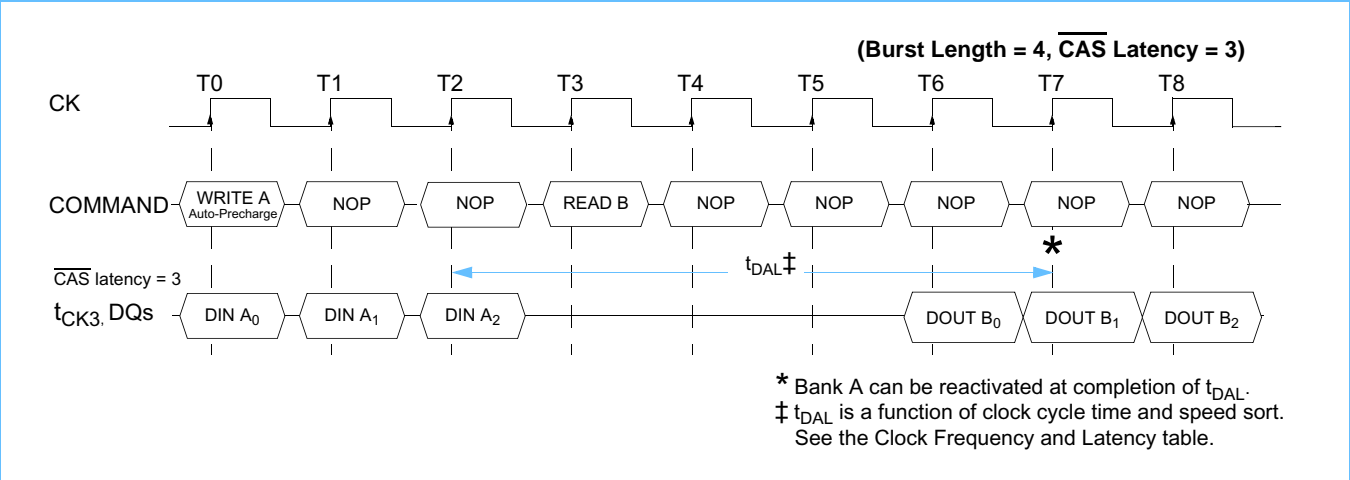 (Burst Length = 4, CAS Latency = 3)
T0 T1 T2 T3 T4 T5 T6 T7 T8
CK
COMMAND
WRITE A
Auto-Precharge
NOP NOP READ B NOP NOP NOP NOP NOP
*
tDAL‡
CAS latency = 3
tCK3, DQs
DIN A0 DIN A1 DIN A2 DOUT B0 DOUT B1 DOUT B2
* Bank A can be reactivated at completion of tDAL.
‡ tDAL is a function of clock cycle time and speed sort.
See the Clock Frequency and Latency table.